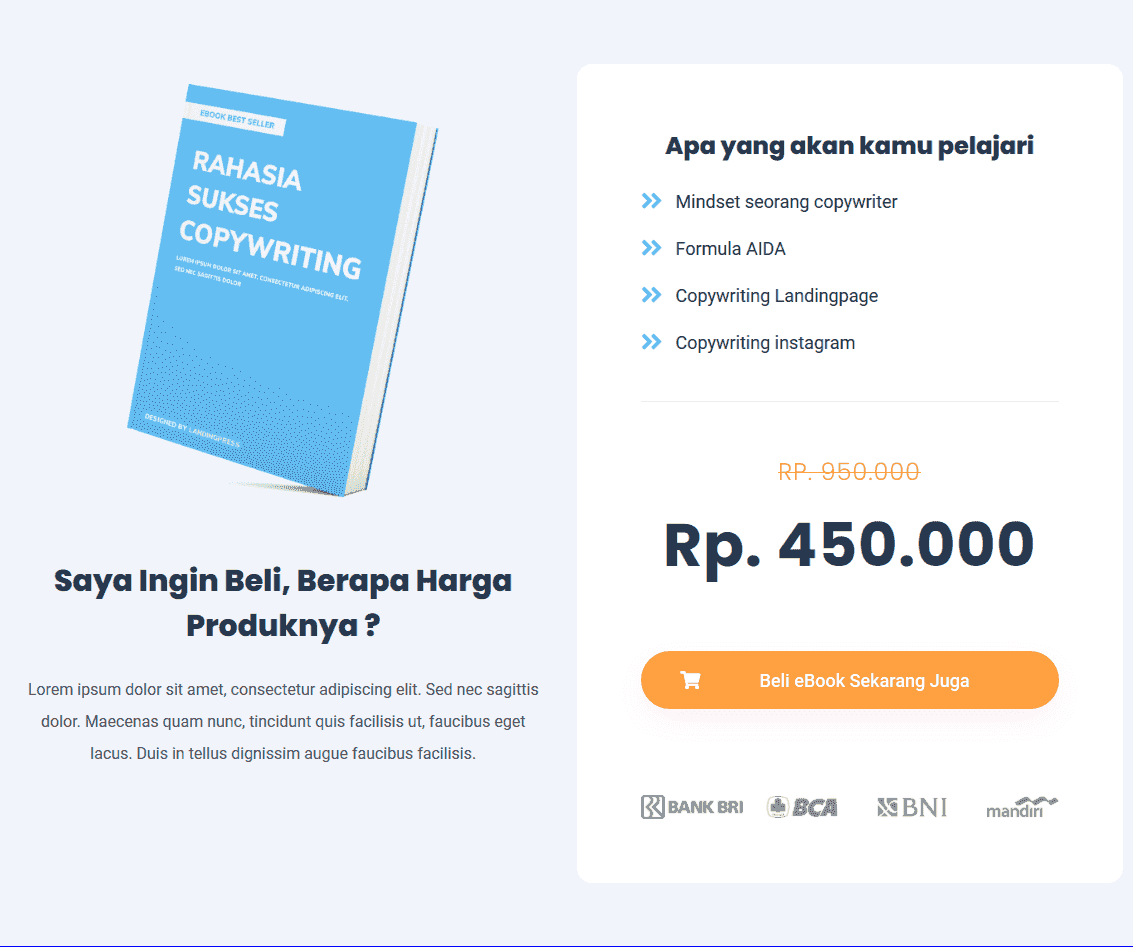 EBOOK BEST SELLER
RAHASIA
SUKSES
COPYWRITING
LOREM IPSUM DOLOR SIT AMET, CONSECTETUR ADIPISCING ELIT,
SED NEC SAGITTIS DOLOR
DESIGNED BY LANDINGPRESS
Saya Ingin Beli, Berapa Harga
Produknya ?
Lorem ipsum dolor sit amet, consectetur adipiscing elit. Sed nec sagittis
dolor. Maecenas quam nunc, tincidunt quis facilisis ut, faucibus eget
lacus. Duis in tellus dignissim augue faucibus facilisis.
Apa yang akan kamu pelajari
Mindset seorang copywriter
Formula AIDA
Copywriting Landingpage
Copywriting instagram
RP. 950.000
Rp. 450.000
Beli eBook Sekarang Juga
BANK BRI BCA BNI mandiri